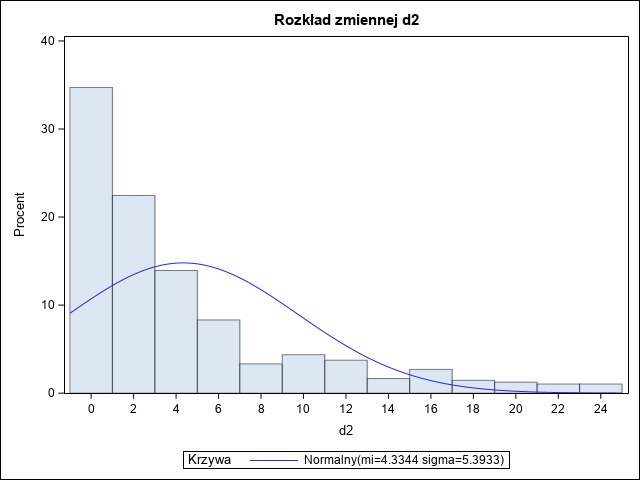 Rozkład zmiennej d2
40
30
20
10
0
Procent
0 2 4 6 8 10 12 14 16 18 20 22 24
d2
Krzywa Normalny(mi=4.3344 sigma=5.3933)